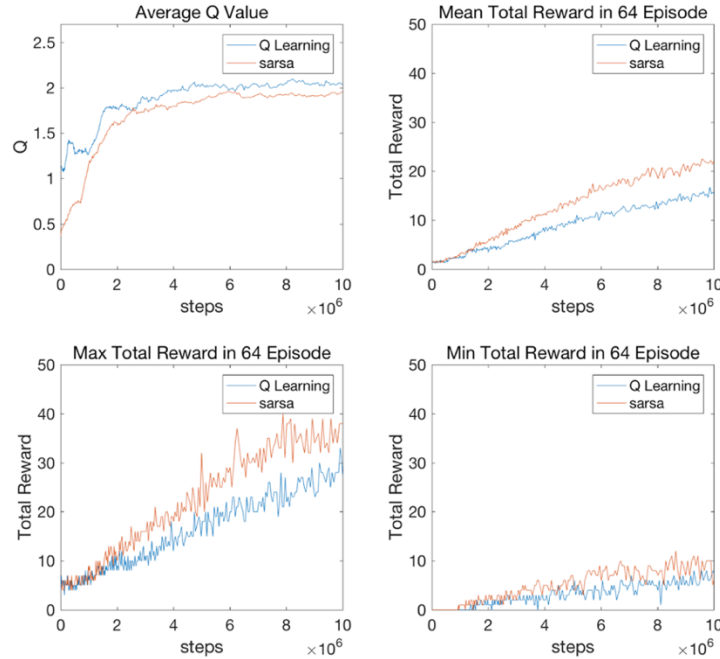 Average Q Value
Q Learning
sarsa
2.5
2
1.5
1
0.5
0
Q
0 2 4 6 8 10
steps ×10^6
Mean Total Reward in 64 Episode
Q Learning
sarsa
50
40
30
20
10
0
Total Reward
0 2 4 6 8 10
steps ×10^6
Max Total Reward in 64 Episode
Q Learning
sarsa
50
40
30
20
10
0
Total Reward
0 2 4 6 8 10
steps ×10^6
Min Total Reward in 64 Episode
Q Learning
sarsa
50
40
30
20
10
0
Total Reward
0 2 4 6 8 10
steps ×10^6